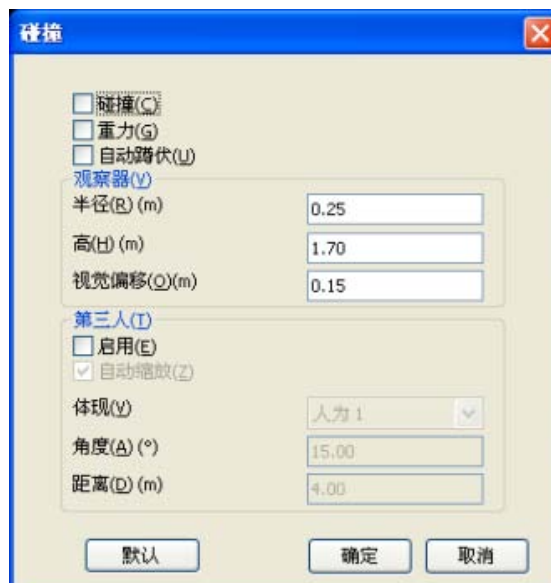 碰撞
碰撞(C)
重力(G)
自动蹲伏(U)
观察器(V)
半径(R) (m) 0.25
高(H) (m) 1.70
视觉偏移(O)(m) 0.15
第三人(T)
启用(E)
自动缩放(Z)
体现(V) 人为 1
角度(A) (°) 15.00
距离(D) (m) 4.00
默认 确定 取消